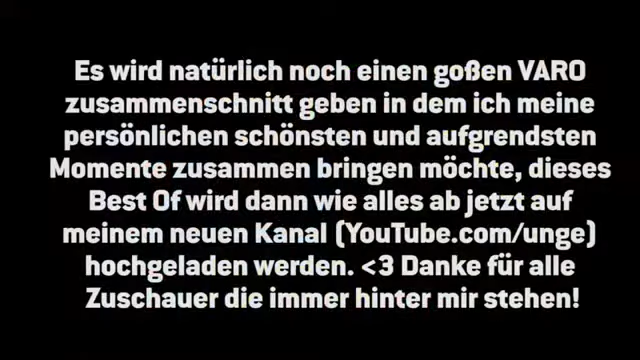 Es wird natürlich noch einen goßen VARO
zusammenschnitt geben in dem ich meine
persönlichen schönsten und aufgrendsten
Momente zusammen bringen möchte, dieses
Best Of wird dann wie alles ab jetzt auf
meinem neuen Kanal (YouTube.com/unge)
hochgeladen werden. <3 Danke für alle
Zuschauer die immer hinter mir stehen!